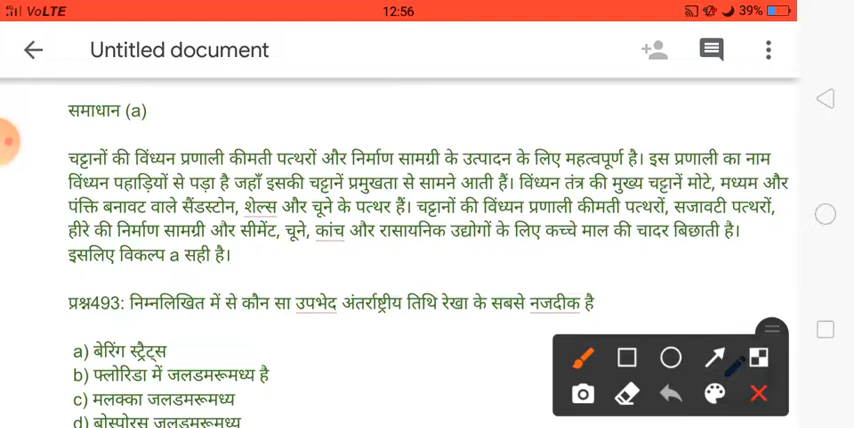 4G VoLTE 12:56 39%
Untitled document
समाधान (a)
चट्टानों की विंध्यन प्रणाली कीमती पत्थरों और निर्माण सामग्री के उत्पादन के लिए महत्वपूर्ण है। इस प्रणाली का नाम
विंध्यन पहाड़ियों से पड़ा है जहाँ इसकी चट्टानें प्रमुखता से सामने आती हैं। विंध्यन तंत्र की मुख्य चट्टानें मोटे, मध्यम और
पंक्ति बनावट वाले सैंडस्टोन, शेल्स और चूने के पत्थर हैं। चट्टानों की विंध्यन प्रणाली कीमती पत्थरों, सजावटी पत्थरों,
हीरे की निर्माण सामग्री और सीमेंट, चूने, कांच और रासायनिक उद्योगों के लिए कच्चे माल की चादर बिछाती है।
इसलिए विकल्प a सही है।
प्रश्न493: निम्नलिखित में से कौन सा उपभेद अंतर्राष्ट्रीय तिथि रेखा के सबसे नजदीक है
a) बेरिंग स्ट्रैट्स
b) फ्लोरिडा में जलडमरूमध्य है
c) मलक्का जलडमरूमध्य
d) बोस्पोरस जलडमरूमध्य